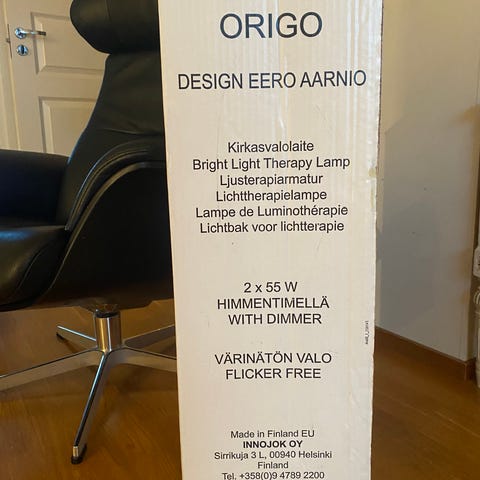 ORIGO
DESIGN EERO AARNIO
Kirkasvalolaite
Bright Light Therapy Lamp
Ljusterapiarmatur
Lichttherapielampe
Lampe de Luminothérapie
Lichtbak voor lichtterapie
2 x 55 W
HIMMENTIMELLÄ
WITH DIMMER
VÄRINÄTÖN VALO
FLICKER FREE
Made in Finland EU
INNOJOK OY
Sirrikuja 3 L, 00940 Helsinki
Finland
Tel. +358(0)9 4789 2200